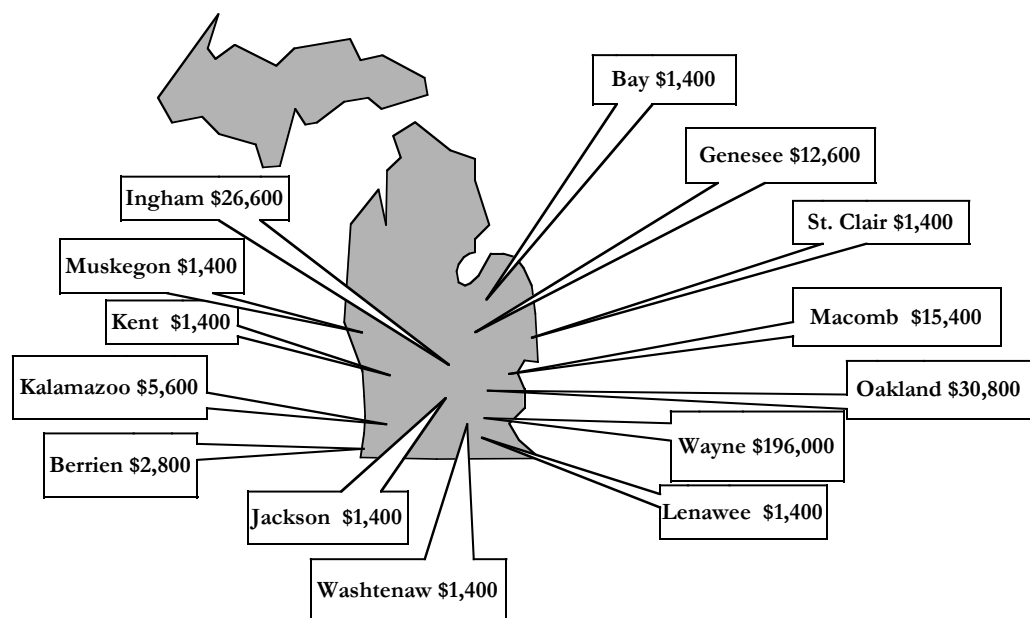 Bay $1,400
Genesee $12,600
Ingham $26,600
St. Clair $1,400
Muskegon $1,400
Kent  $1,400
Macomb  $15,400
Kalamazoo $5,600
Oakland $30,800
Wayne $196,000
Berrien $2,800
Jackson  $1,400
Lenawee  $1,400
Washtenaw $1,400